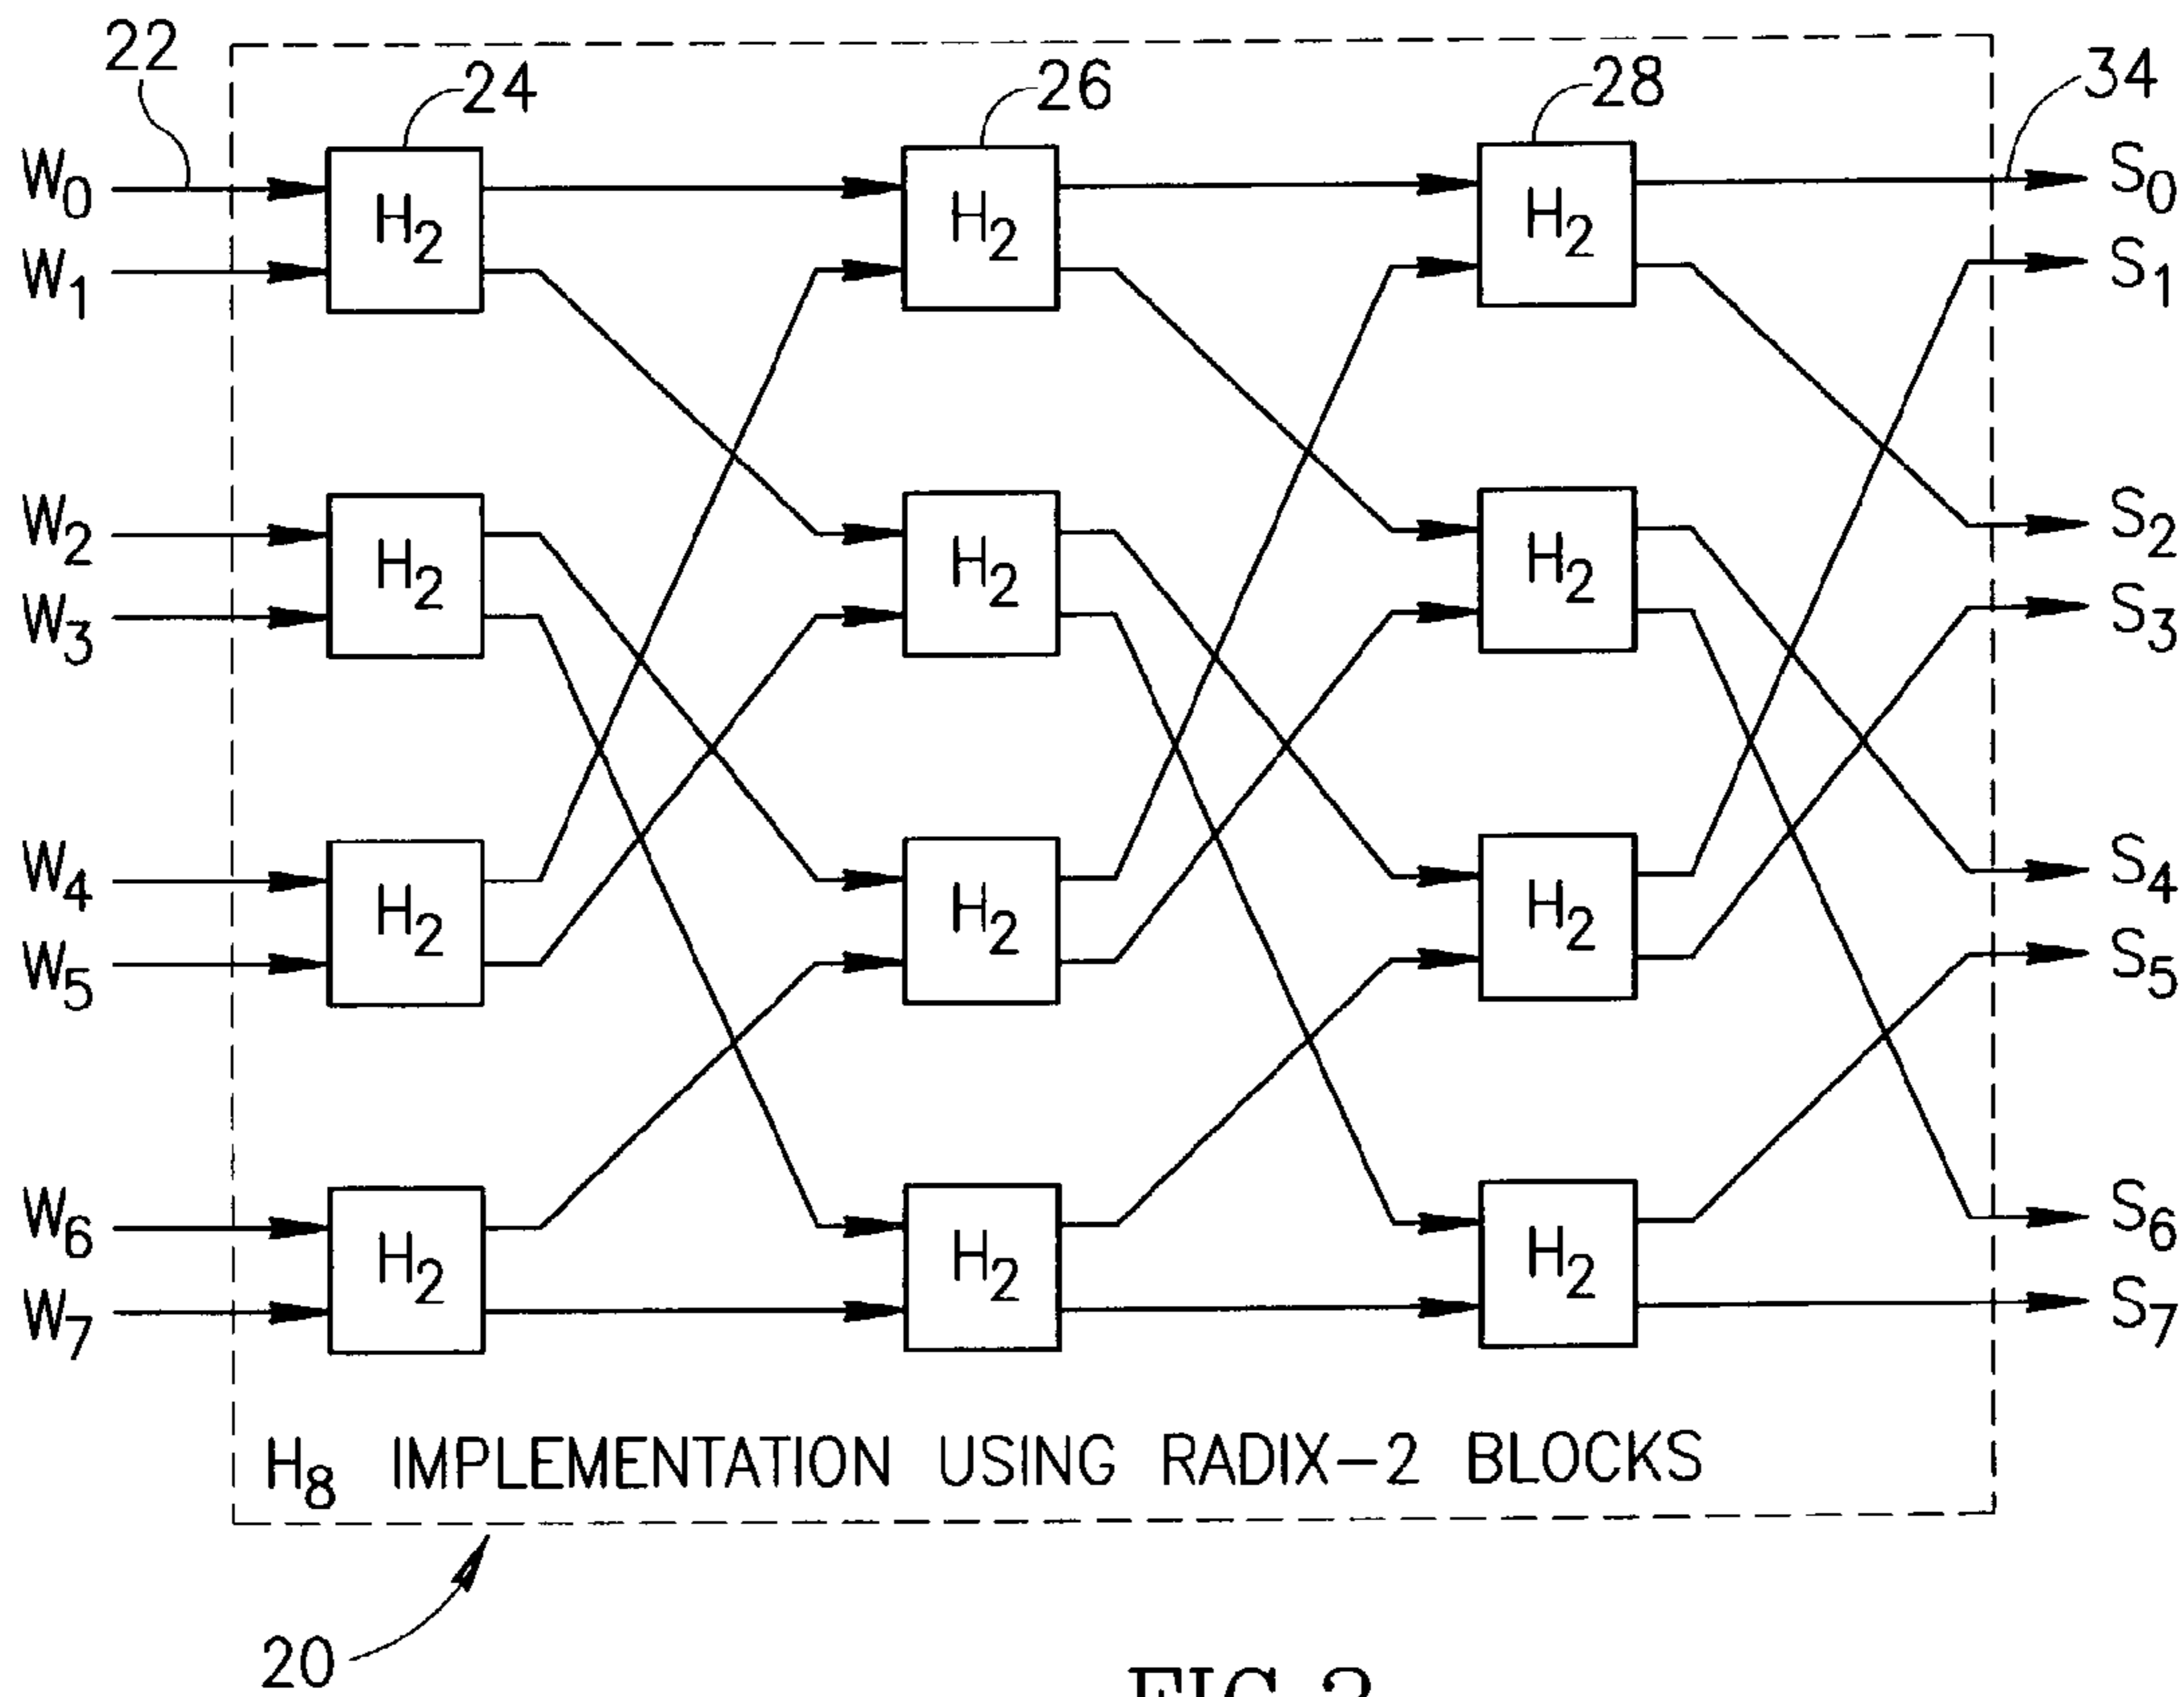 22
24
26
28
34
W0
H2
H2
H2
S0
W1
S1
W2
H2
H2
H2
S2
W3
S3
W4
H2
H2
H2
S4
W5
S5
W6
H2
H2
H2
S6
W7
S7
H8 IMPLEMENTATION USING RADIX-2 BLOCKS
20